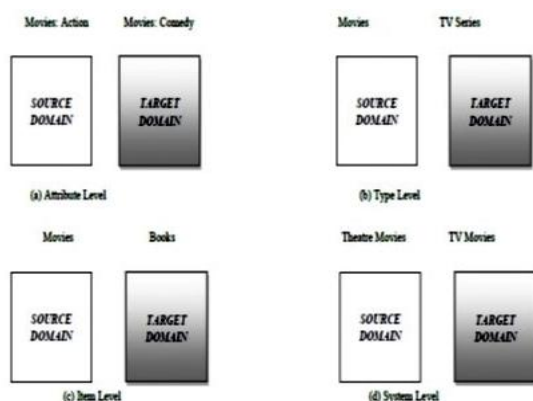 Movies: Action Movies: Comedy
SOURCE DOMAIN
TARGET DOMAIN
(a) Attribute Level
Movies TV Series
SOURCE DOMAIN
TARGET DOMAIN
(b) Type Level
Movies Books
SOURCE DOMAIN
TARGET DOMAIN
(c) Item Level
Theatre Movies TV Movies
SOURCE DOMAIN
TARGET DOMAIN
(d) System Level